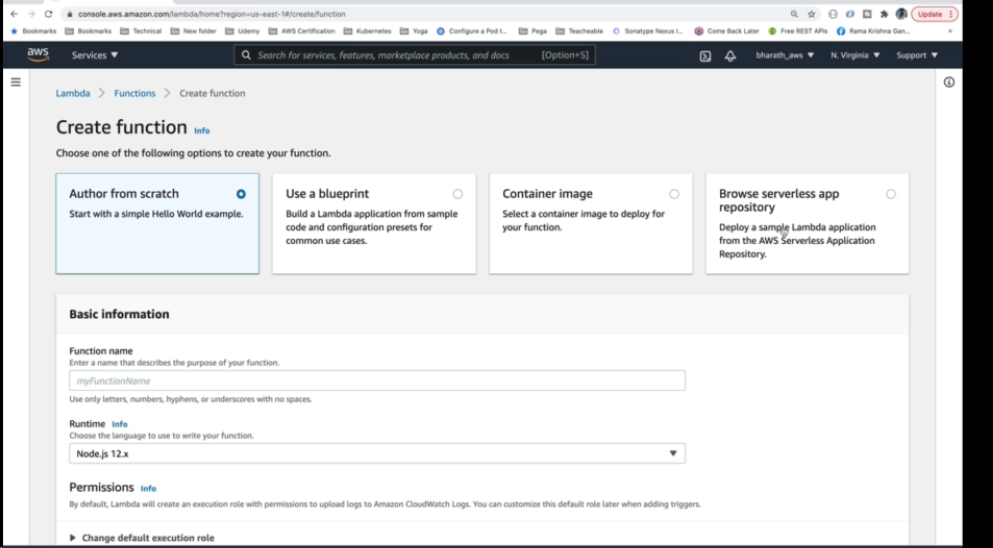 console.aws.amazon.com/lambda/home?region=us-east-1#/create/function
Update
Bookmarks Bookmarks Technical New folder Udemy AWS Certification Kubernetes Yoga Configure a Pod t... Pega Teacheable Sonatype Nexus I... Come Back Later Free REST APIs Rama Krishna Gan...
aws Services Search for services, features, marketplace products, and docs [Option+S] bharath_aws N. Virginia Support
Lambda > Functions > Create function
Create function Info
Choose one of the following options to create your function.
Author from scratch
Start with a simple Hello World example.
Use a blueprint
Build a Lambda application from sample
code and configuration presets for
common use cases.
Container image
Select a container image to deploy for
your function.
Browse serverless app
repository
Deploy a sample Lambda application
from the AWS Serverless Application
Repository.
Basic information
Function name
Enter a name that describes the purpose of your function.
myFunctionName
Use only letters, numbers, hyphens, or underscores with no spaces.
Runtime Info
Choose the language to use to write your function.
Node.js 12.x
Permissions Info
By default, Lambda will create an execution role with permissions to upload logs to Amazon CloudWatch Logs. You can customize this default role later when adding triggers.
Change default execution role